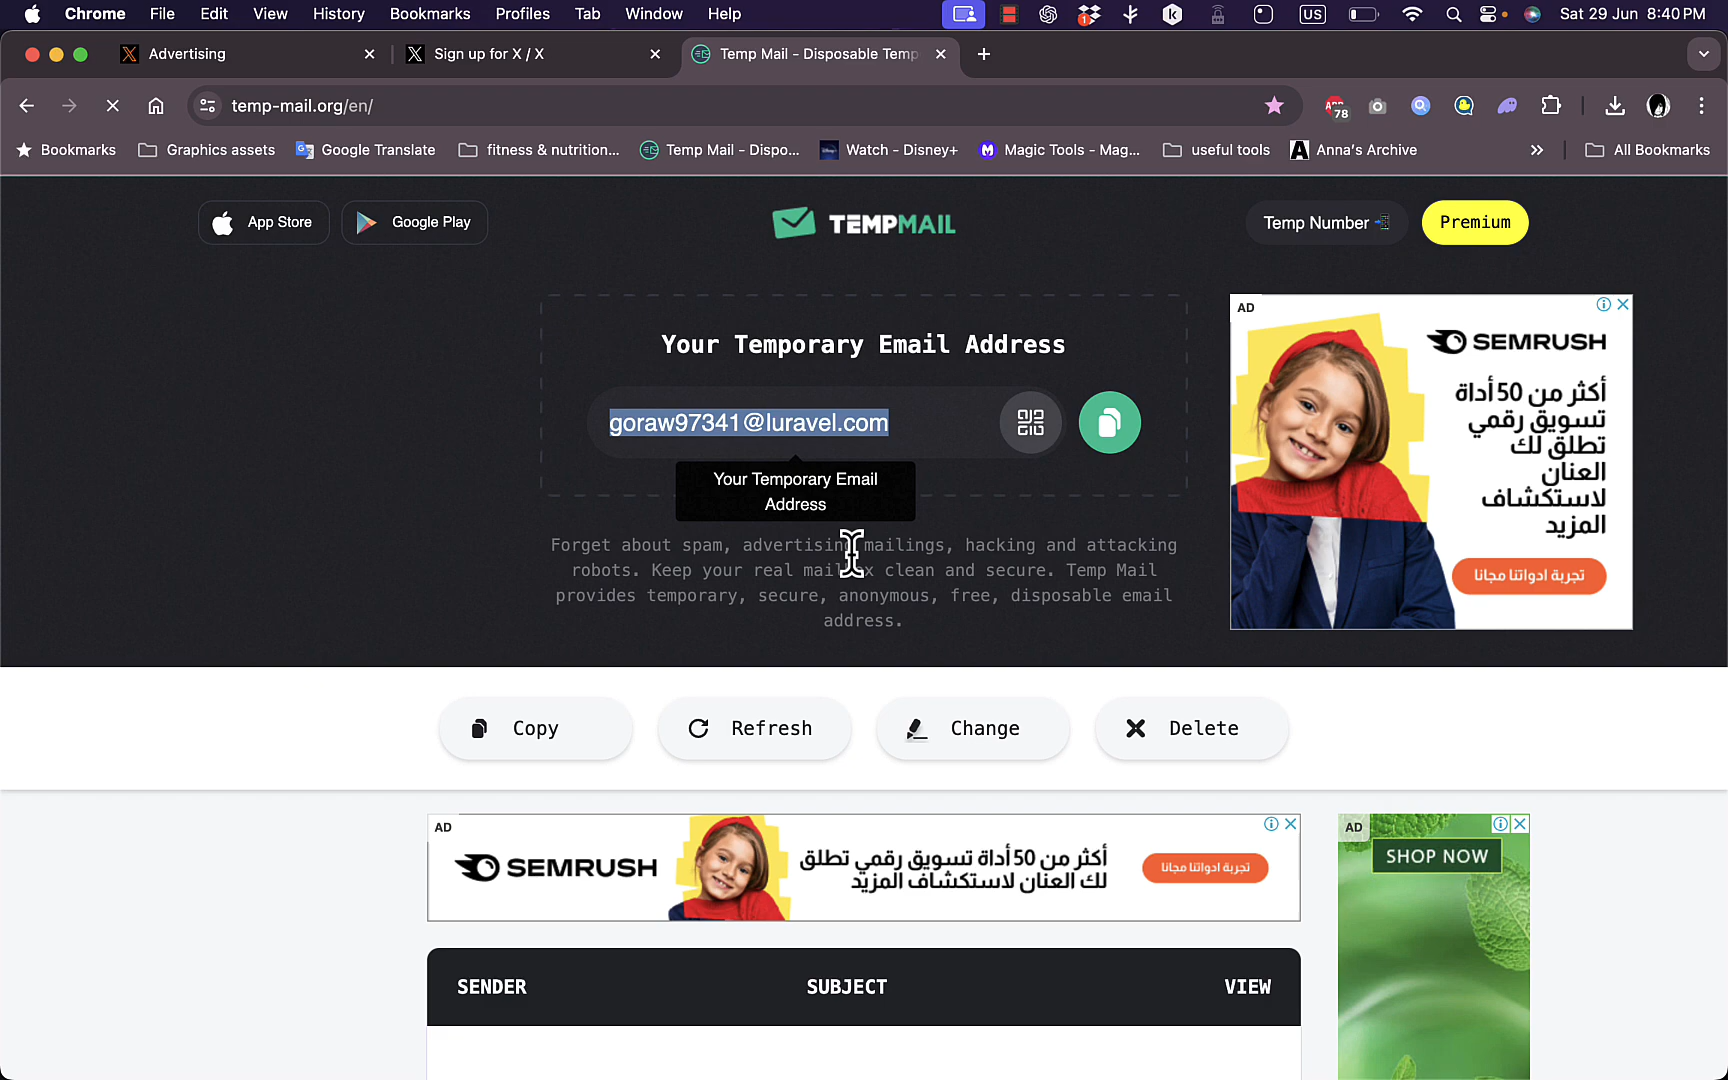 Chrome File Edit View History Bookmarks Profiles Tab Window Help US Sat 29 Jun 8:40 PM
Advertising Sign up for X / X Temp Mail - Disposable Temp
temp-mail.org/en/ 78
Bookmarks Graphics assets Google Translate fitness & nutrition... Temp Mail - Dispo... Watch - Disney+ Magic Tools - Mag... useful tools Anna's Archive All Bookmarks
App Store Google Play TEMPMAIL Temp Number Premium
Your Temporary Email Address
goraw97341@luravel.com
Your Temporary Email
Address
Forget about spam, advertising mailings, hacking and attacking
robots. Keep your real clean and secure. Temp Mail
provides temporary, secure, anonymous, free, disposable email
address.
AD
SEMRUSH
أكثر من 50 أداة
تسويق رقمي
تطلق لك
العنان
لاستكشاف
المزيد
تجربة ادواتنا مجانا
Copy Refresh Change Delete
AD
SEMRUSH
أكثر من 50 أداة تسويق رقمي تطلق
لك العنان لاستكشاف المزيد
تجربة ادواتنا مجانا
AD
SHOP NOW
SENDER SUBJECT VIEW